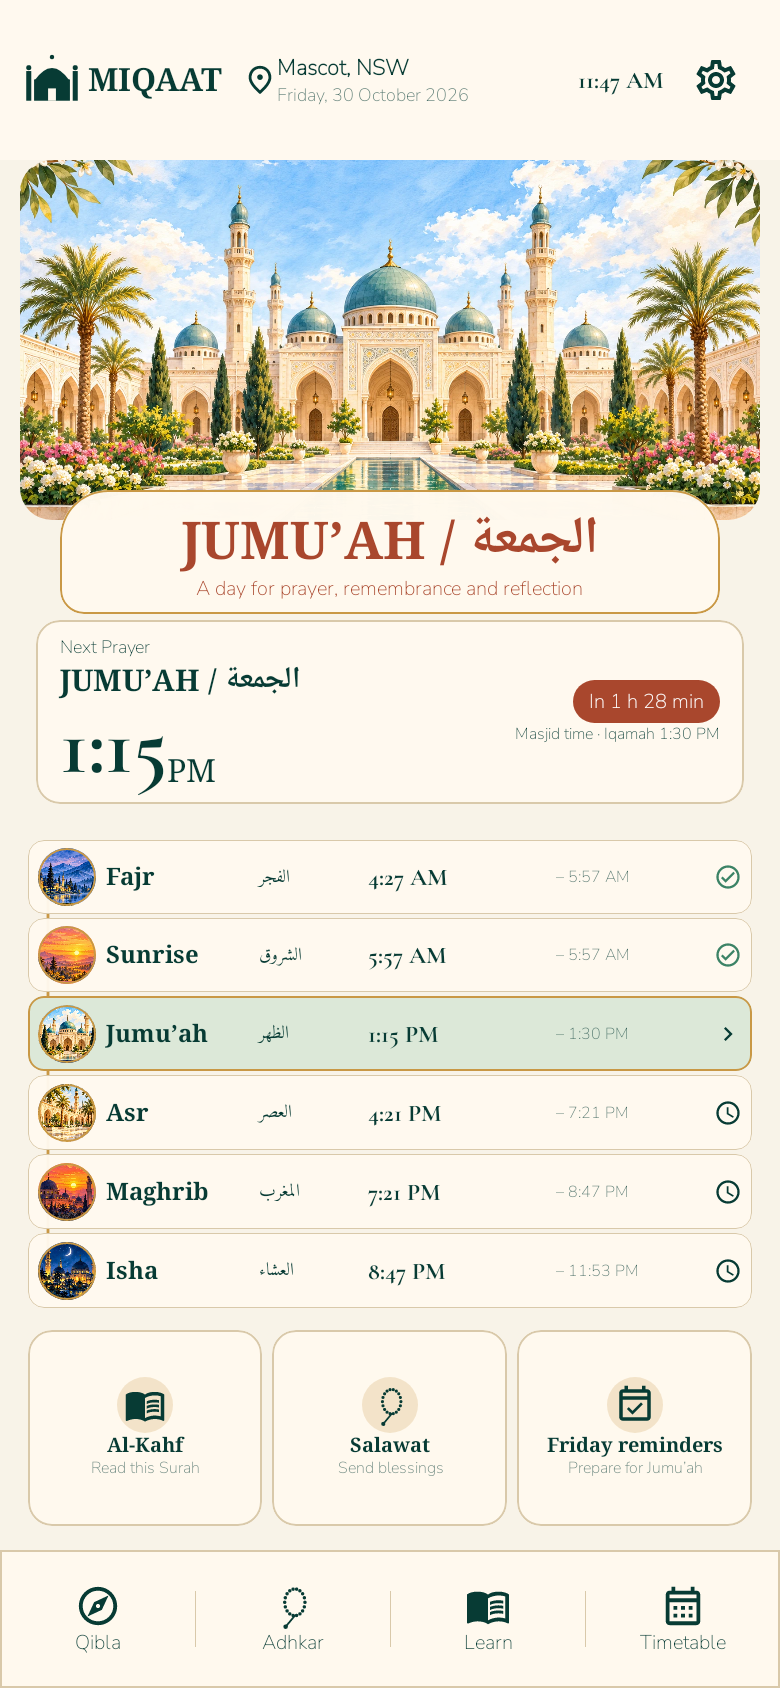 MIQAAT
Mascot, NSW
Friday, 30 October 2026
11:47 AM
JUMU’AH / الجمعة
A day for prayer, remembrance and reflection
Next Prayer
JUMU’AH / الجمعة
1:15 PM
In 1 h 28 min
Masjid time · Iqamah 1:30 PM
Fajr الفجر 4:27 AM – 5:57 AM
Sunrise الشروق 5:57 AM – 5:57 AM
Jumu’ah الظهر 1:15 PM – 1:30 PM
Asr العصر 4:21 PM – 7:21 PM
Maghrib المغرب 7:21 PM – 8:47 PM
Isha العشاء 8:47 PM – 11:53 PM
Al-Kahf
Read this Surah
Salawat
Send blessings
Friday reminders
Prepare for Jumu’ah
Qibla
Adhkar
Learn
Timetable